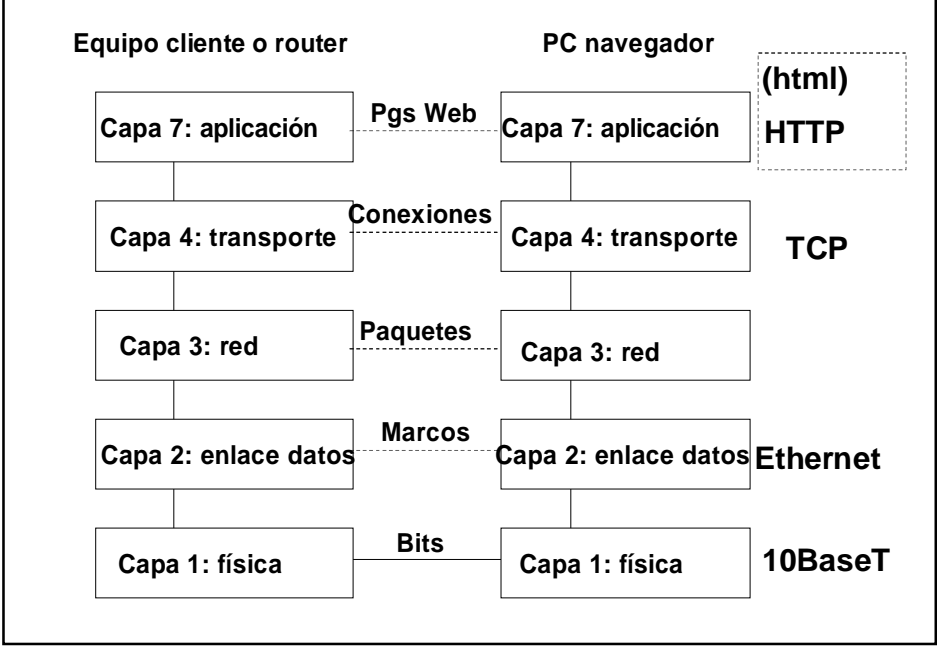 Equipo cliente o router
PC navegador
(html)
Capa 7: aplicación
Pgs Web
Capa 7: aplicación
HTTP
Capa 4: transporte
Conexiones
Capa 4: transporte
TCP
Capa 3: red
Paquetes
Capa 3: red
Capa 2: enlace datos
Marcos
Capa 2: enlace datos
Ethernet
Capa 1: física
Bits
Capa 1: física
10BaseT